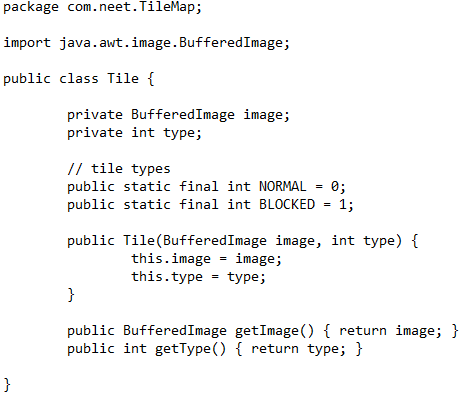 package com.neet.TileMap;
import java.awt.image.BufferedImage;
public class Tile {
private BufferedImage image;
private int type;
// tile types
public static final int NORMAL = 0;
public static final int BLOCKED = 1;
public Tile(BufferedImage image, int type) {
this.image = image;
this.type = type;
}
public BufferedImage getImage() { return image; }
public int getType() { return type; }
}